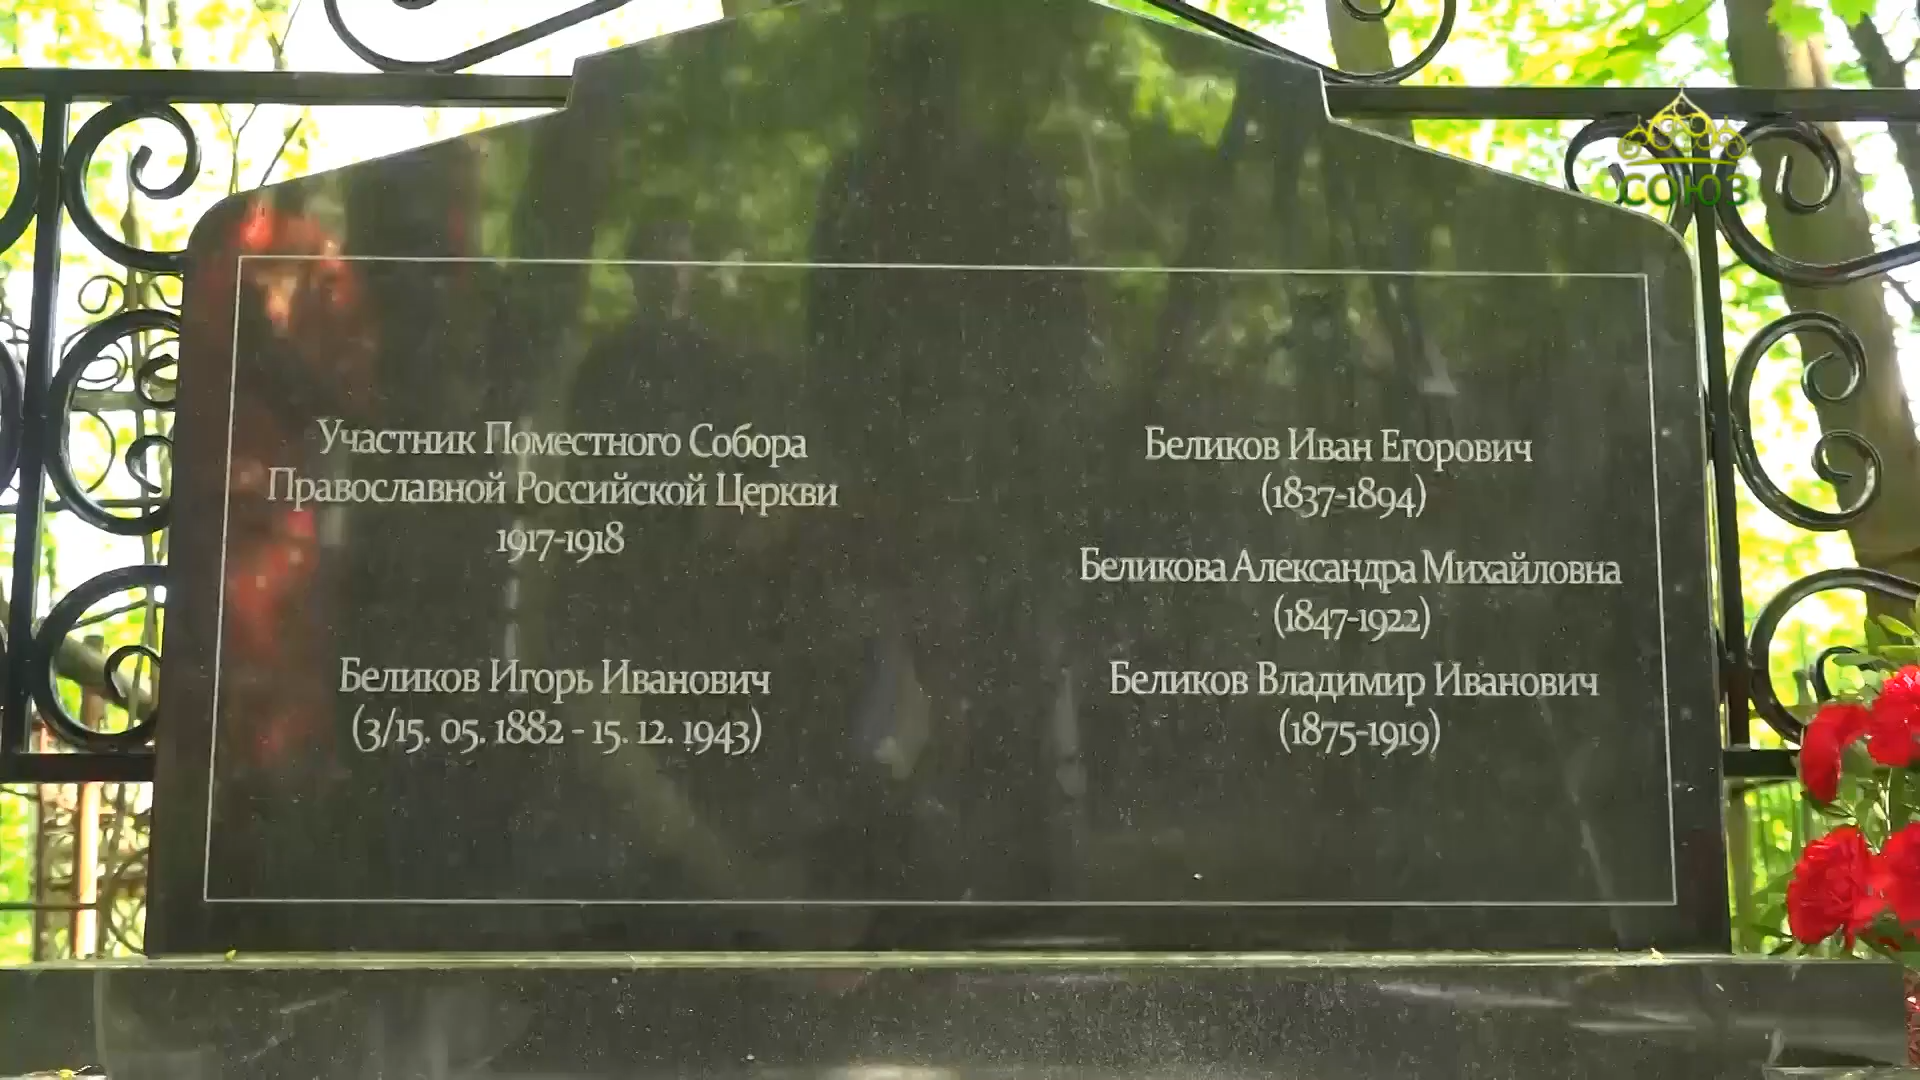 СОЮЗ
Участник Поместного Собора
Православной Российской Церкви
1917-1918
Беликов Игорь Иванович
(3/15. 05. 1882 - 15. 12. 1943)
Беликов Иван Егорович
(1837-1894)
Беликова Александра Михайловна
(1847-1922)
Беликов Владимир Иванович
(1875-1919)